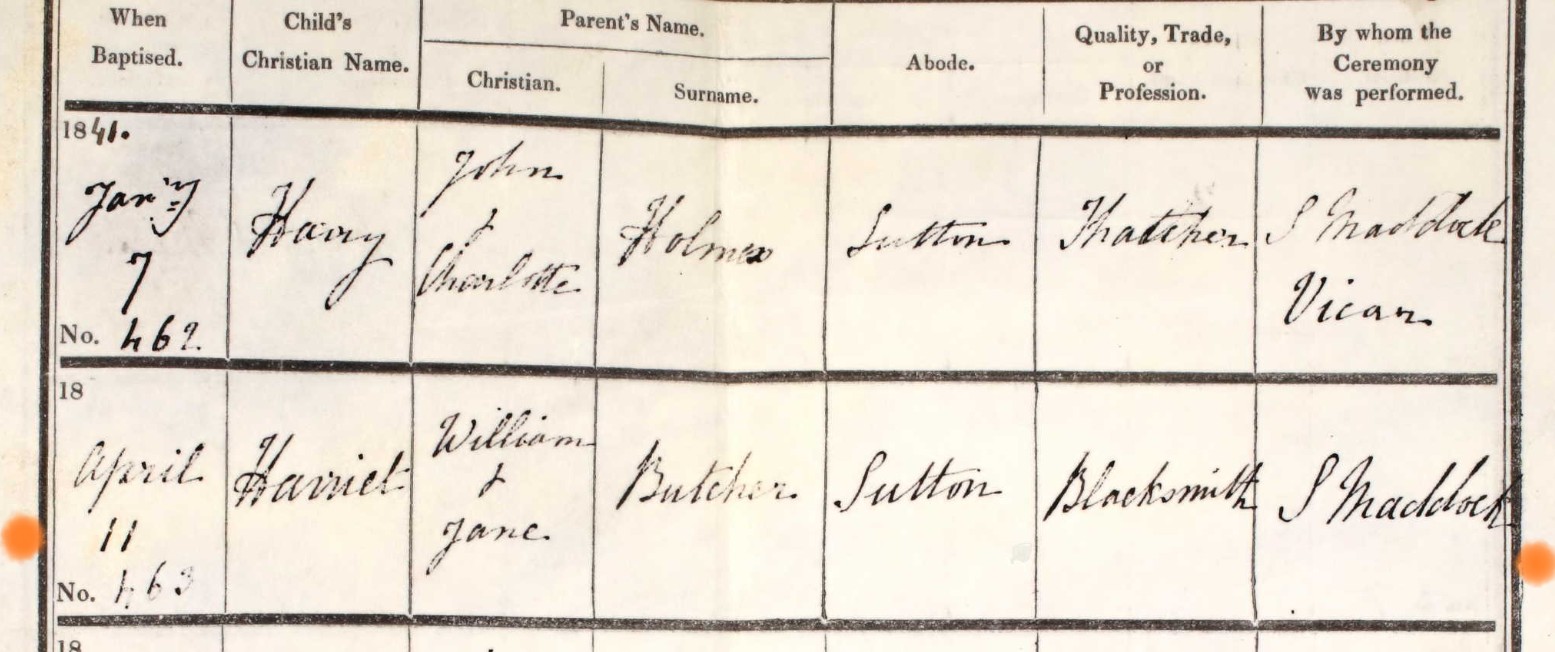 When Baptised.
Child's Christian Name.
Parent's Name.
Christian.
Surname.
Abode.
Quality, Trade, or Profession.
By whom the Ceremony was performed.
1841.
Jan'y
7
No. 462.
Harry
John
&
Charlotte
Holmes
Sutton
Thatcher
S Maddock
Vicar
18
April
11
No. 463
Harriet
William
&
Jane.
Butcher
Sutton
Blacksmith
S Maddock
18